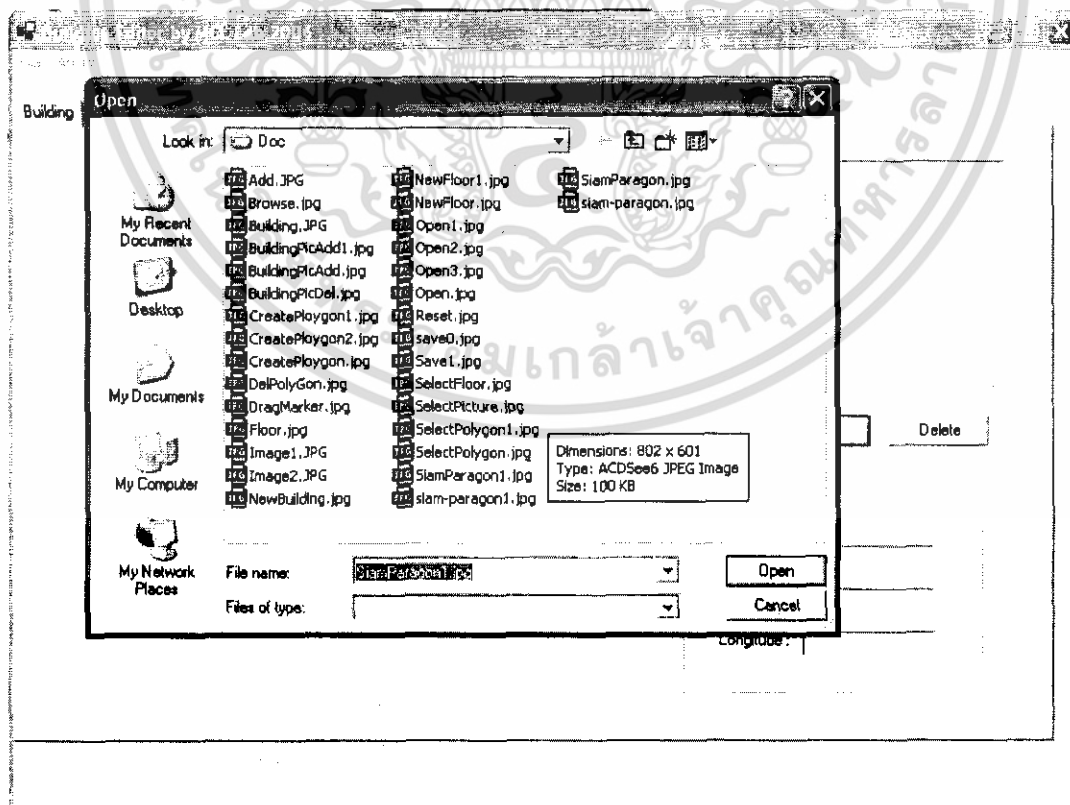 Building
Open
Look in: Doc
My Recent Documents
Desktop
My Documents
My Computer
My Network Places
Add.JPG
Browse.jpg
Building.JPG
BuildingPicAdd1.jpg
BuildingPicAdd.jpg
BuildingPicDel.jpg
CreatePloygon1.jpg
CreatePloygon2.jpg
CreatePloygon.jpg
DelPolyGon.jpg
DragMarker.jpg
Floor.jpg
Image1.JPG
Image2.JPG
NewBuilding.jpg
NewFloor1.jpg
NewFloor.jpg
Open1.jpg
Open2.jpg
Open3.jpg
Open.jpg
Reset.jpg
save0.jpg
Save1.jpg
SelectFloor.jpg
SelectPicture.jpg
SelectPolygon1.jpg
SelectPolygon.jpg
SiamParagon1.jpg
siam-paragon1.jpg
SiamParagon.jpg
siam-paragon.jpg
Dimensions: 802 x 601
Type: ACDSee6 JPEG Image
Size: 100 KB
File name: SiamParagon1.jpg
Files of type:
Open
Cancel
Delete
Longitude :